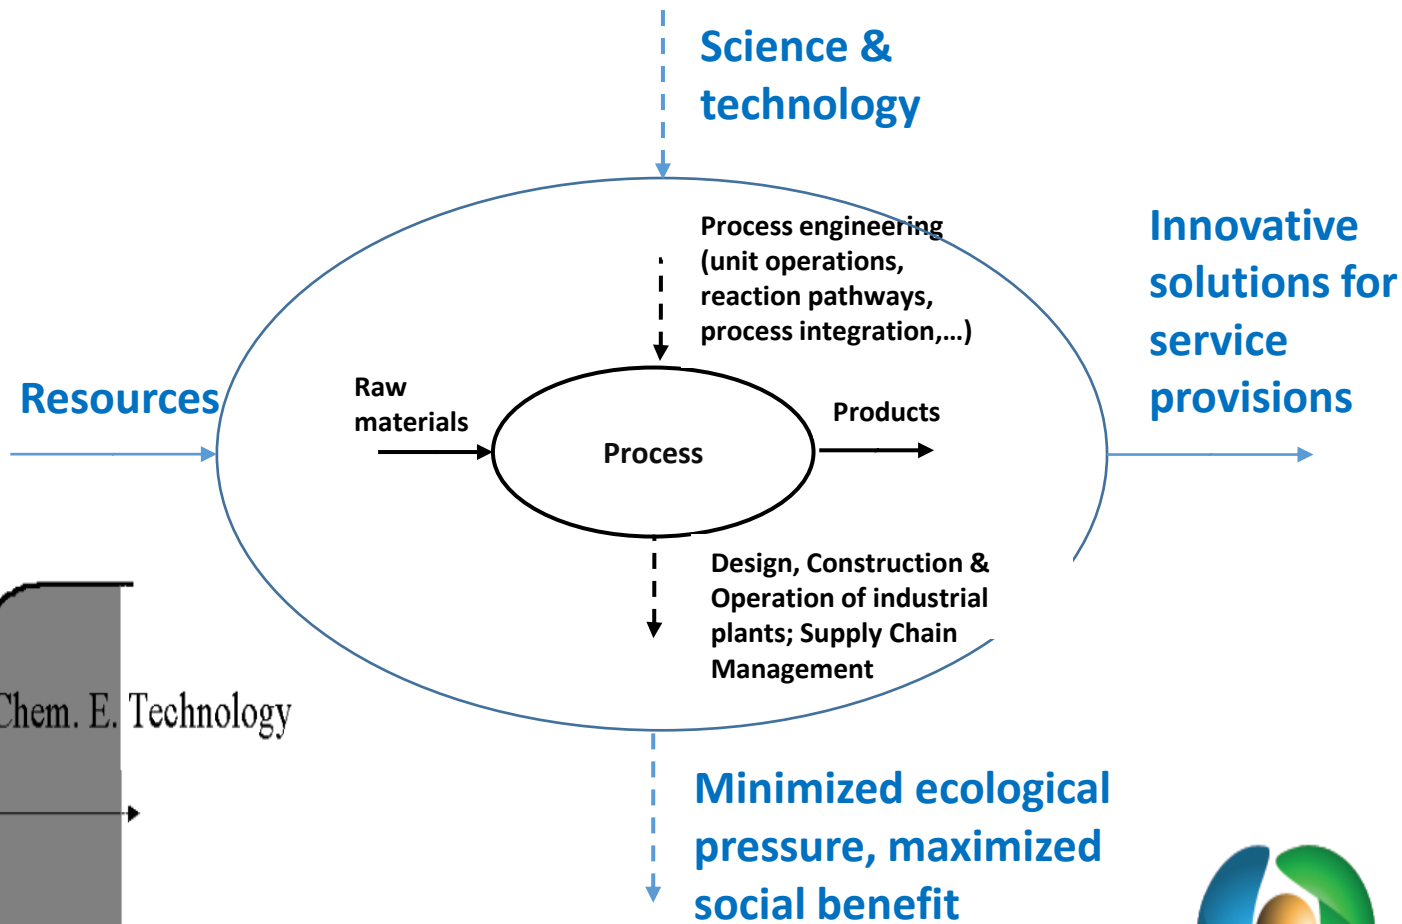 Science &
technology
Process engineering
(unit operations,
reaction pathways,
process integration,...)
Innovative
solutions for
service
provisions
Resources
Raw
materials
Products
Process
Design, Construction &
Operation of industrial
plants; Supply Chain
Management
Chem. E. Technology
Minimized ecological
pressure, maximized
social benefit